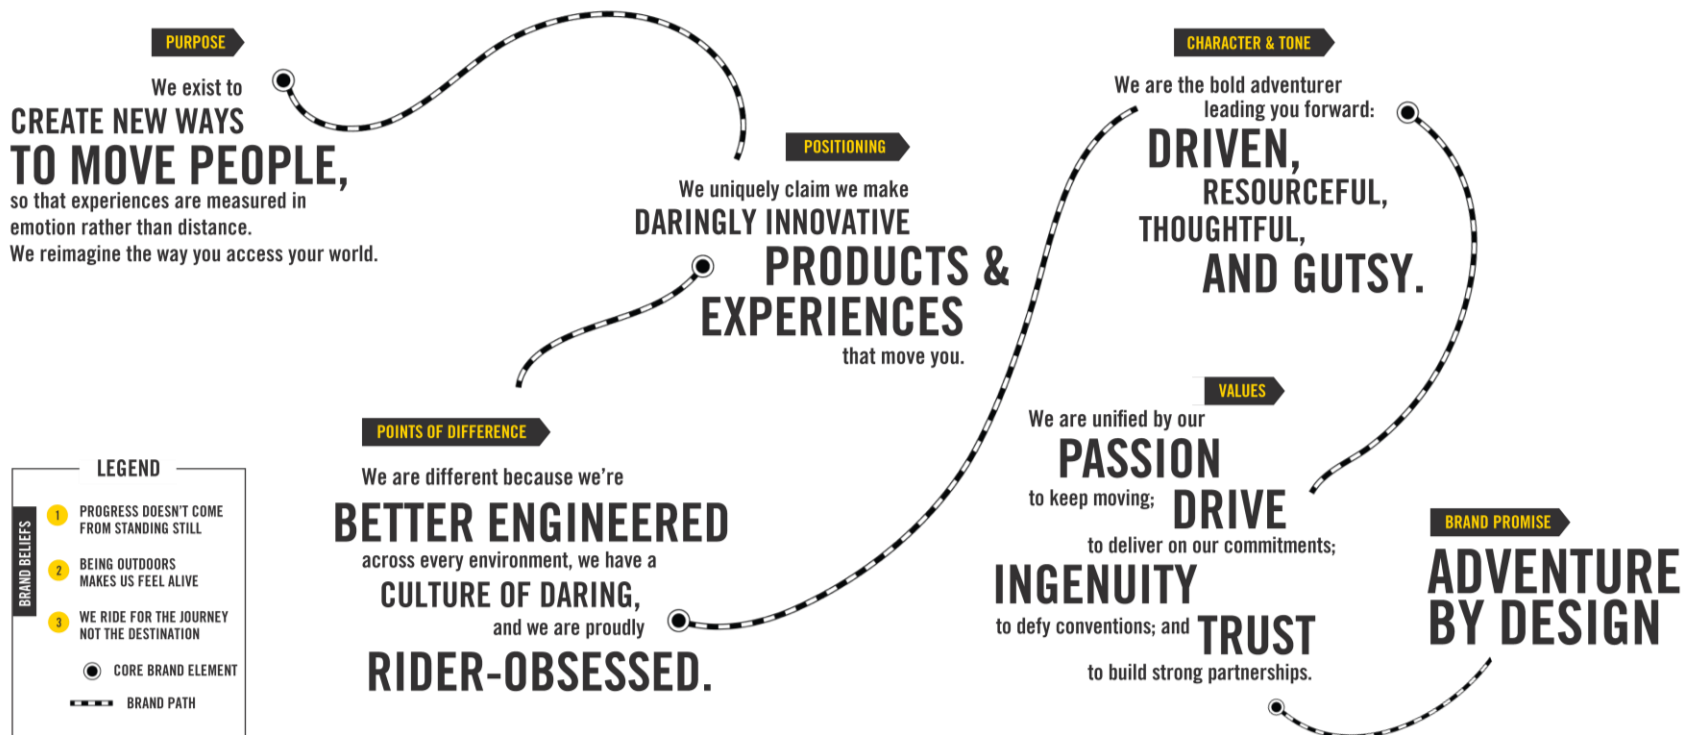 PURPOSE
We exist to
CREATE NEW WAYS
TO MOVE PEOPLE,
so that experiences are measured in
emotion rather than distance.
We reimagine the way you access your world.
POSITIONING
We uniquely claim we make
DARINGLY INNOVATIVE
PRODUCTS &
EXPERIENCES
that move you.
POINTS OF DIFFERENCE
We are different because we're
BETTER ENGINEERED
across every environment, we have a
CULTURE OF DARING,
and we are proudly
RIDER-OBSESSED.
CHARACTER & TONE
We are the bold adventurer
leading you forward:
DRIVEN,
RESOURCEFUL,
THOUGHTFUL,
AND GUTSY.
VALUES
We are unified by our
PASSION
to keep moving;
DRIVE
to deliver on our commitments;
INGENUITY
to defy conventions; and
TRUST
to build strong partnerships.
BRAND PROMISE
ADVENTURE
BY DESIGN
LEGEND
BRAND BELIEFS
1 PROGRESS DOESN'T COME
FROM STANDING STILL
2 BEING OUTDOORS
MAKES US FEEL ALIVE
3 WE RIDE FOR THE JOURNEY
NOT THE DESTINATION
CORE BRAND ELEMENT
BRAND PATH